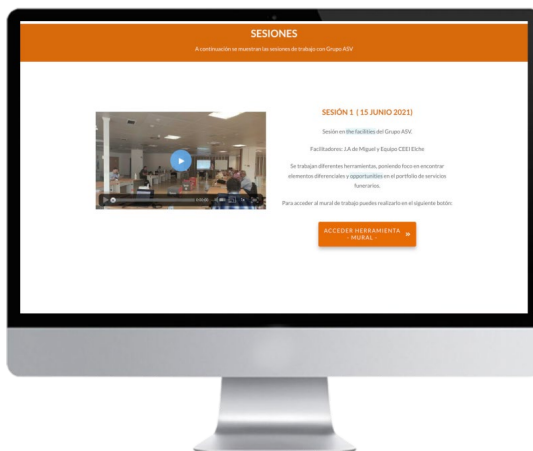 SESIONES
A continuación se muestran las sesiones de trabajo con Grupo ASV
SESIÓN 1 ( 15 JUNIO 2021)
Sesión en the facilities del Grupo ASV.
Facilitadores: J.A de Miguel y Equipo CEEI Elche
Se trabajan diferentes herramientas, poniendo foco en encontrar
elementos diferenciales y opportunities en el portfolio de servicios
funerarios.
Para acceder al mural de trabajo puedes realizarlo en el siguiente botón:
ACCEDER HERRAMIENTA
- MURAL -